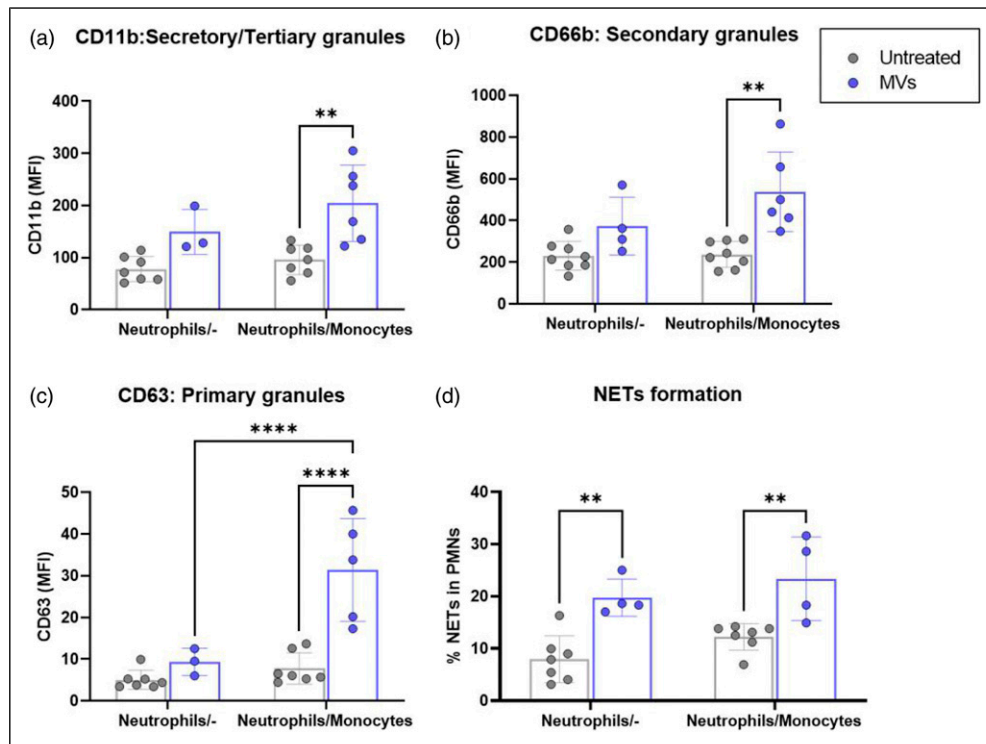 (a) CD11b:Secretory/Tertiary granules
CD11b (MFI)
400
300
200
100
0
**
Neutrophils/-
Neutrophils/Monocytes
(b) CD66b: Secondary granules
CD66b (MFI)
1000
800
600
400
200
0
**
Neutrophils/-
Neutrophils/Monocytes
Untreated
MVs
(c) CD63: Primary granules
CD63 (MFI)
50
40
30
20
10
0
****
****
Neutrophils/-
Neutrophils/Monocytes
(d) NETs formation
% NETs in PMNs
40
30
20
10
0
**
**
Neutrophils/-
Neutrophils/Monocytes